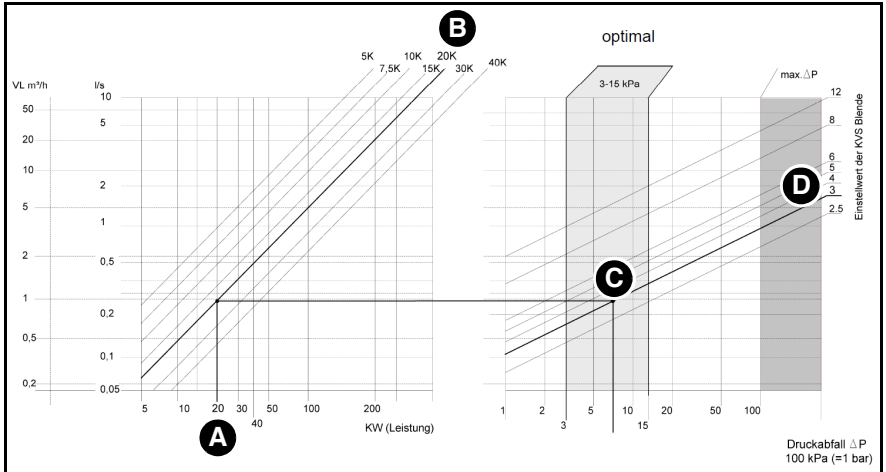 B
optimal
5K 10K 20K
7,5K 15K 30K 40K
3-15 kPa
max.ΔP
VL m³/h l/s
10
50
5
20
10
2
5
1
2
0,5
1
0,2
0,5
0,1
0,2
0,05
5 10 20 30 50 100 200
40
A
KW (Leistung)
C
D
12
8
6
5
4
3
2.5
Einstellwert der KVS Blende
1 2 5 10 20 50 100
3 15
Druckabfall ΔP
100 kPa (=1 bar)